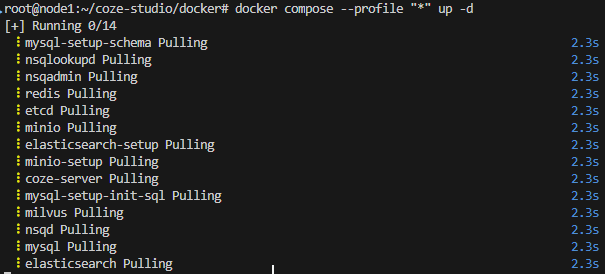 .root@node1:~/coze-studio/docker# docker compose --profile "*" up -d
[+] Running 0/14
⠇mysql-setup-schema Pulling 2.3s
⠇nsqlookupd Pulling 2.3s
⠇nsqadmin Pulling 2.3s
⠇redis Pulling 2.3s
⠇etcd Pulling 2.3s
⠇minio Pulling 2.3s
⠇elasticsearch-setup Pulling 2.3s
⠇minio-setup Pulling 2.3s
⠇coze-server Pulling 2.3s
⠇mysql-setup-init-sql Pulling 2.3s
⠇milvus Pulling 2.3s
⠇nsqd Pulling 2.3s
⠇mysql Pulling 2.3s
⠇elasticsearch Pulling 2.3s